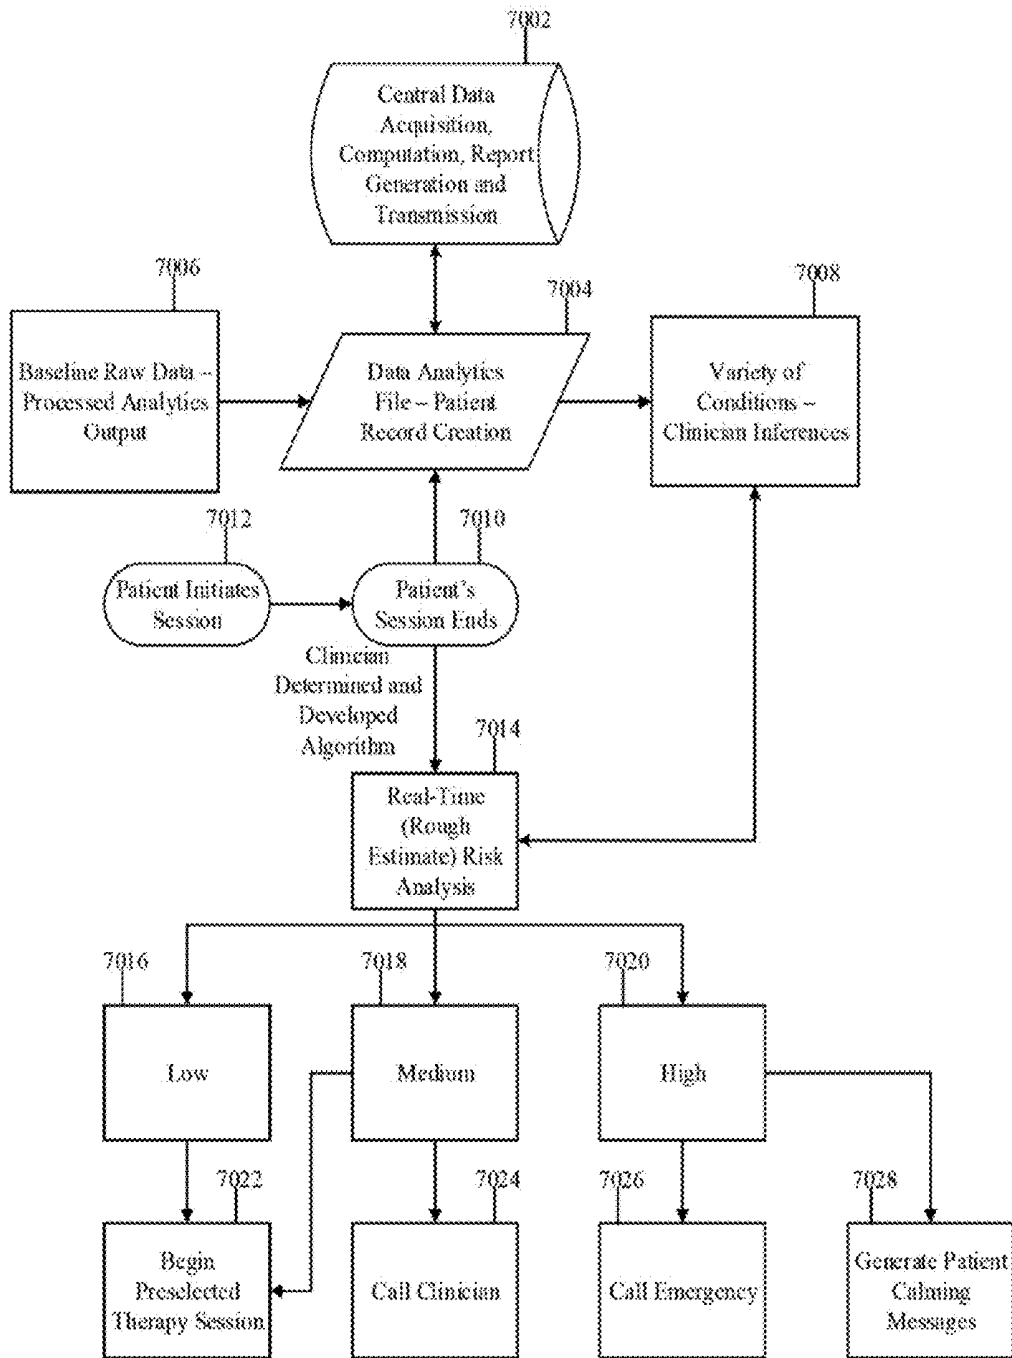 7002
Central Data
Acquisition,
Computation, Report
Generation and
Transmission
7006
Baseline Raw Data –
Processed Analytics
Output
7004
Data Analytics
File – Patient
Record Creation
7008
Variety of
Conditions –
Clinician Inferences
7012
Patient Initiates
Session
7010
Patient's
Session Ends
Clinician
Determined and
Developed
Algorithm
7014
Real-Time
(Rough
Estimate) Risk
Analysis
7016
Low
7018
Medium
7020
High
7022
Begin
Preselected
Therapy Session
7024
Call Clinician
7026
Call Emergency
7028
Generate Patient
Calming
Messages